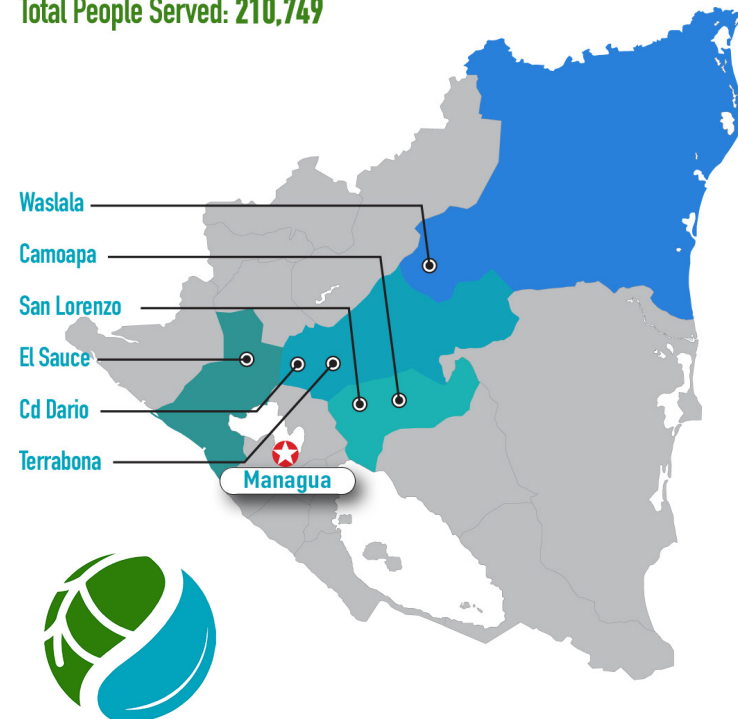 Total People Served: 210,749
Waslala
Camoapa
San Lorenzo
El Sauce
Cd Dario
Terrabona
Managua